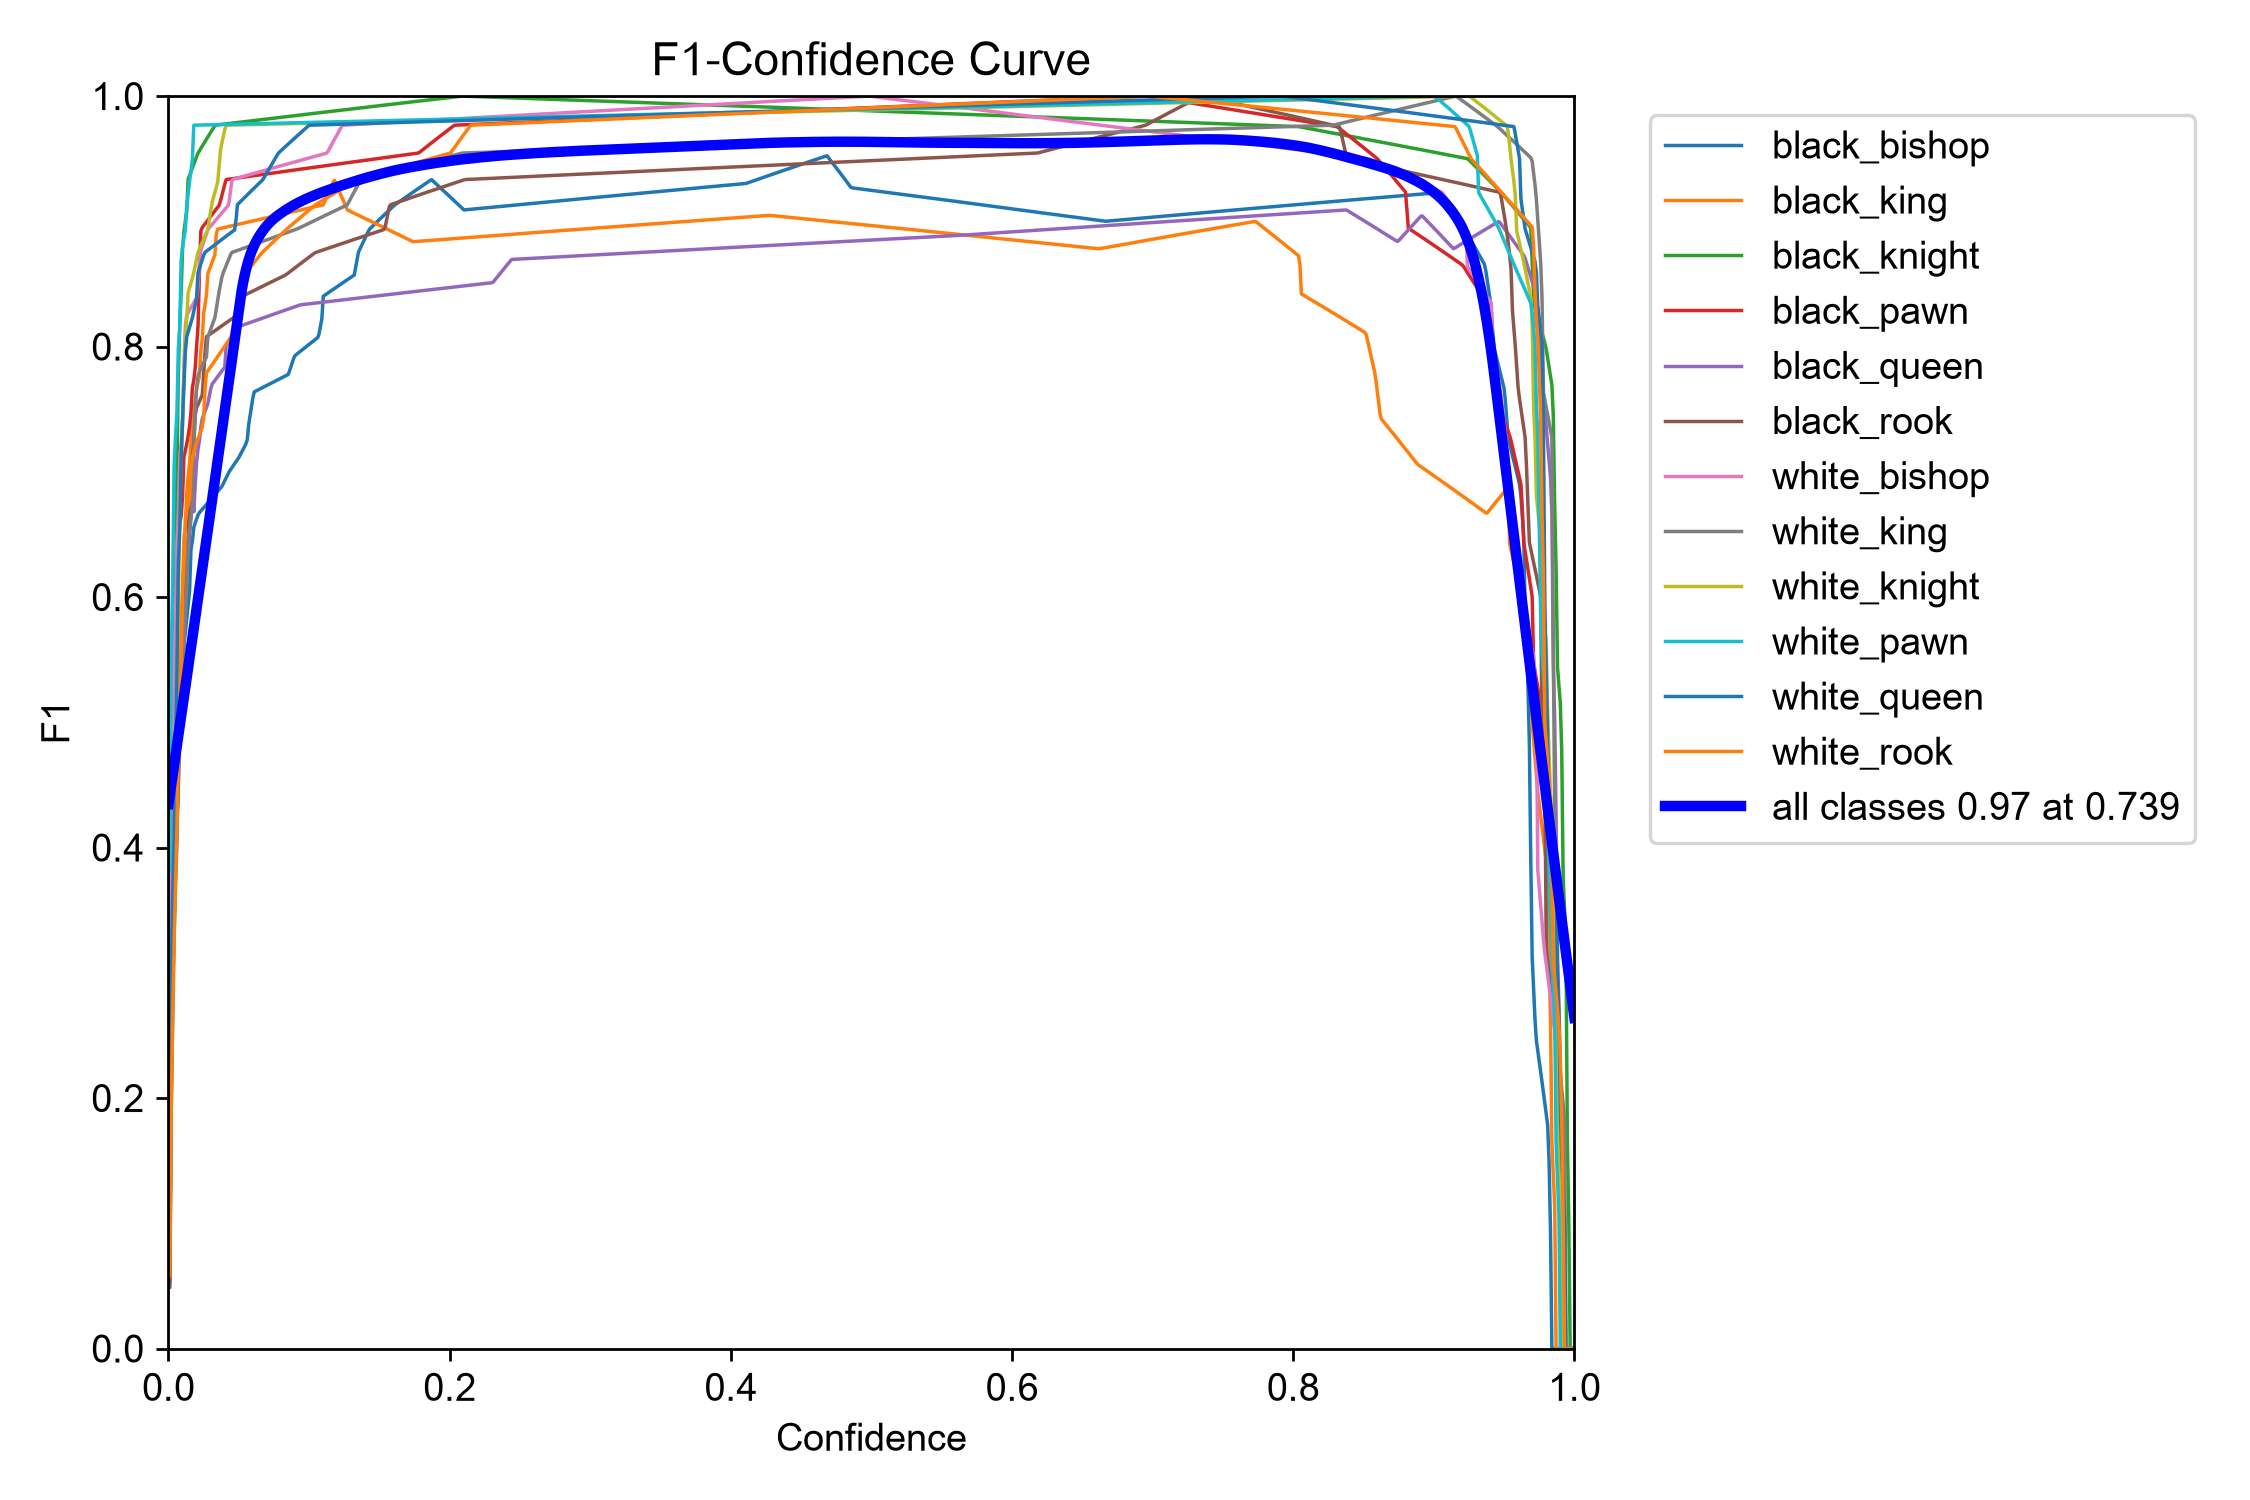 F1-Confidence Curve
1.0
0.8
0.6
0.4
0.2
0.0
F1
0.0 0.2 0.4 0.6 0.8 1.0
Confidence
black_bishop
black_king
black_knight
black_pawn
black_queen
black_rook
white_bishop
white_king
white_knight
white_pawn
white_queen
white_rook
all classes 0.97 at 0.739